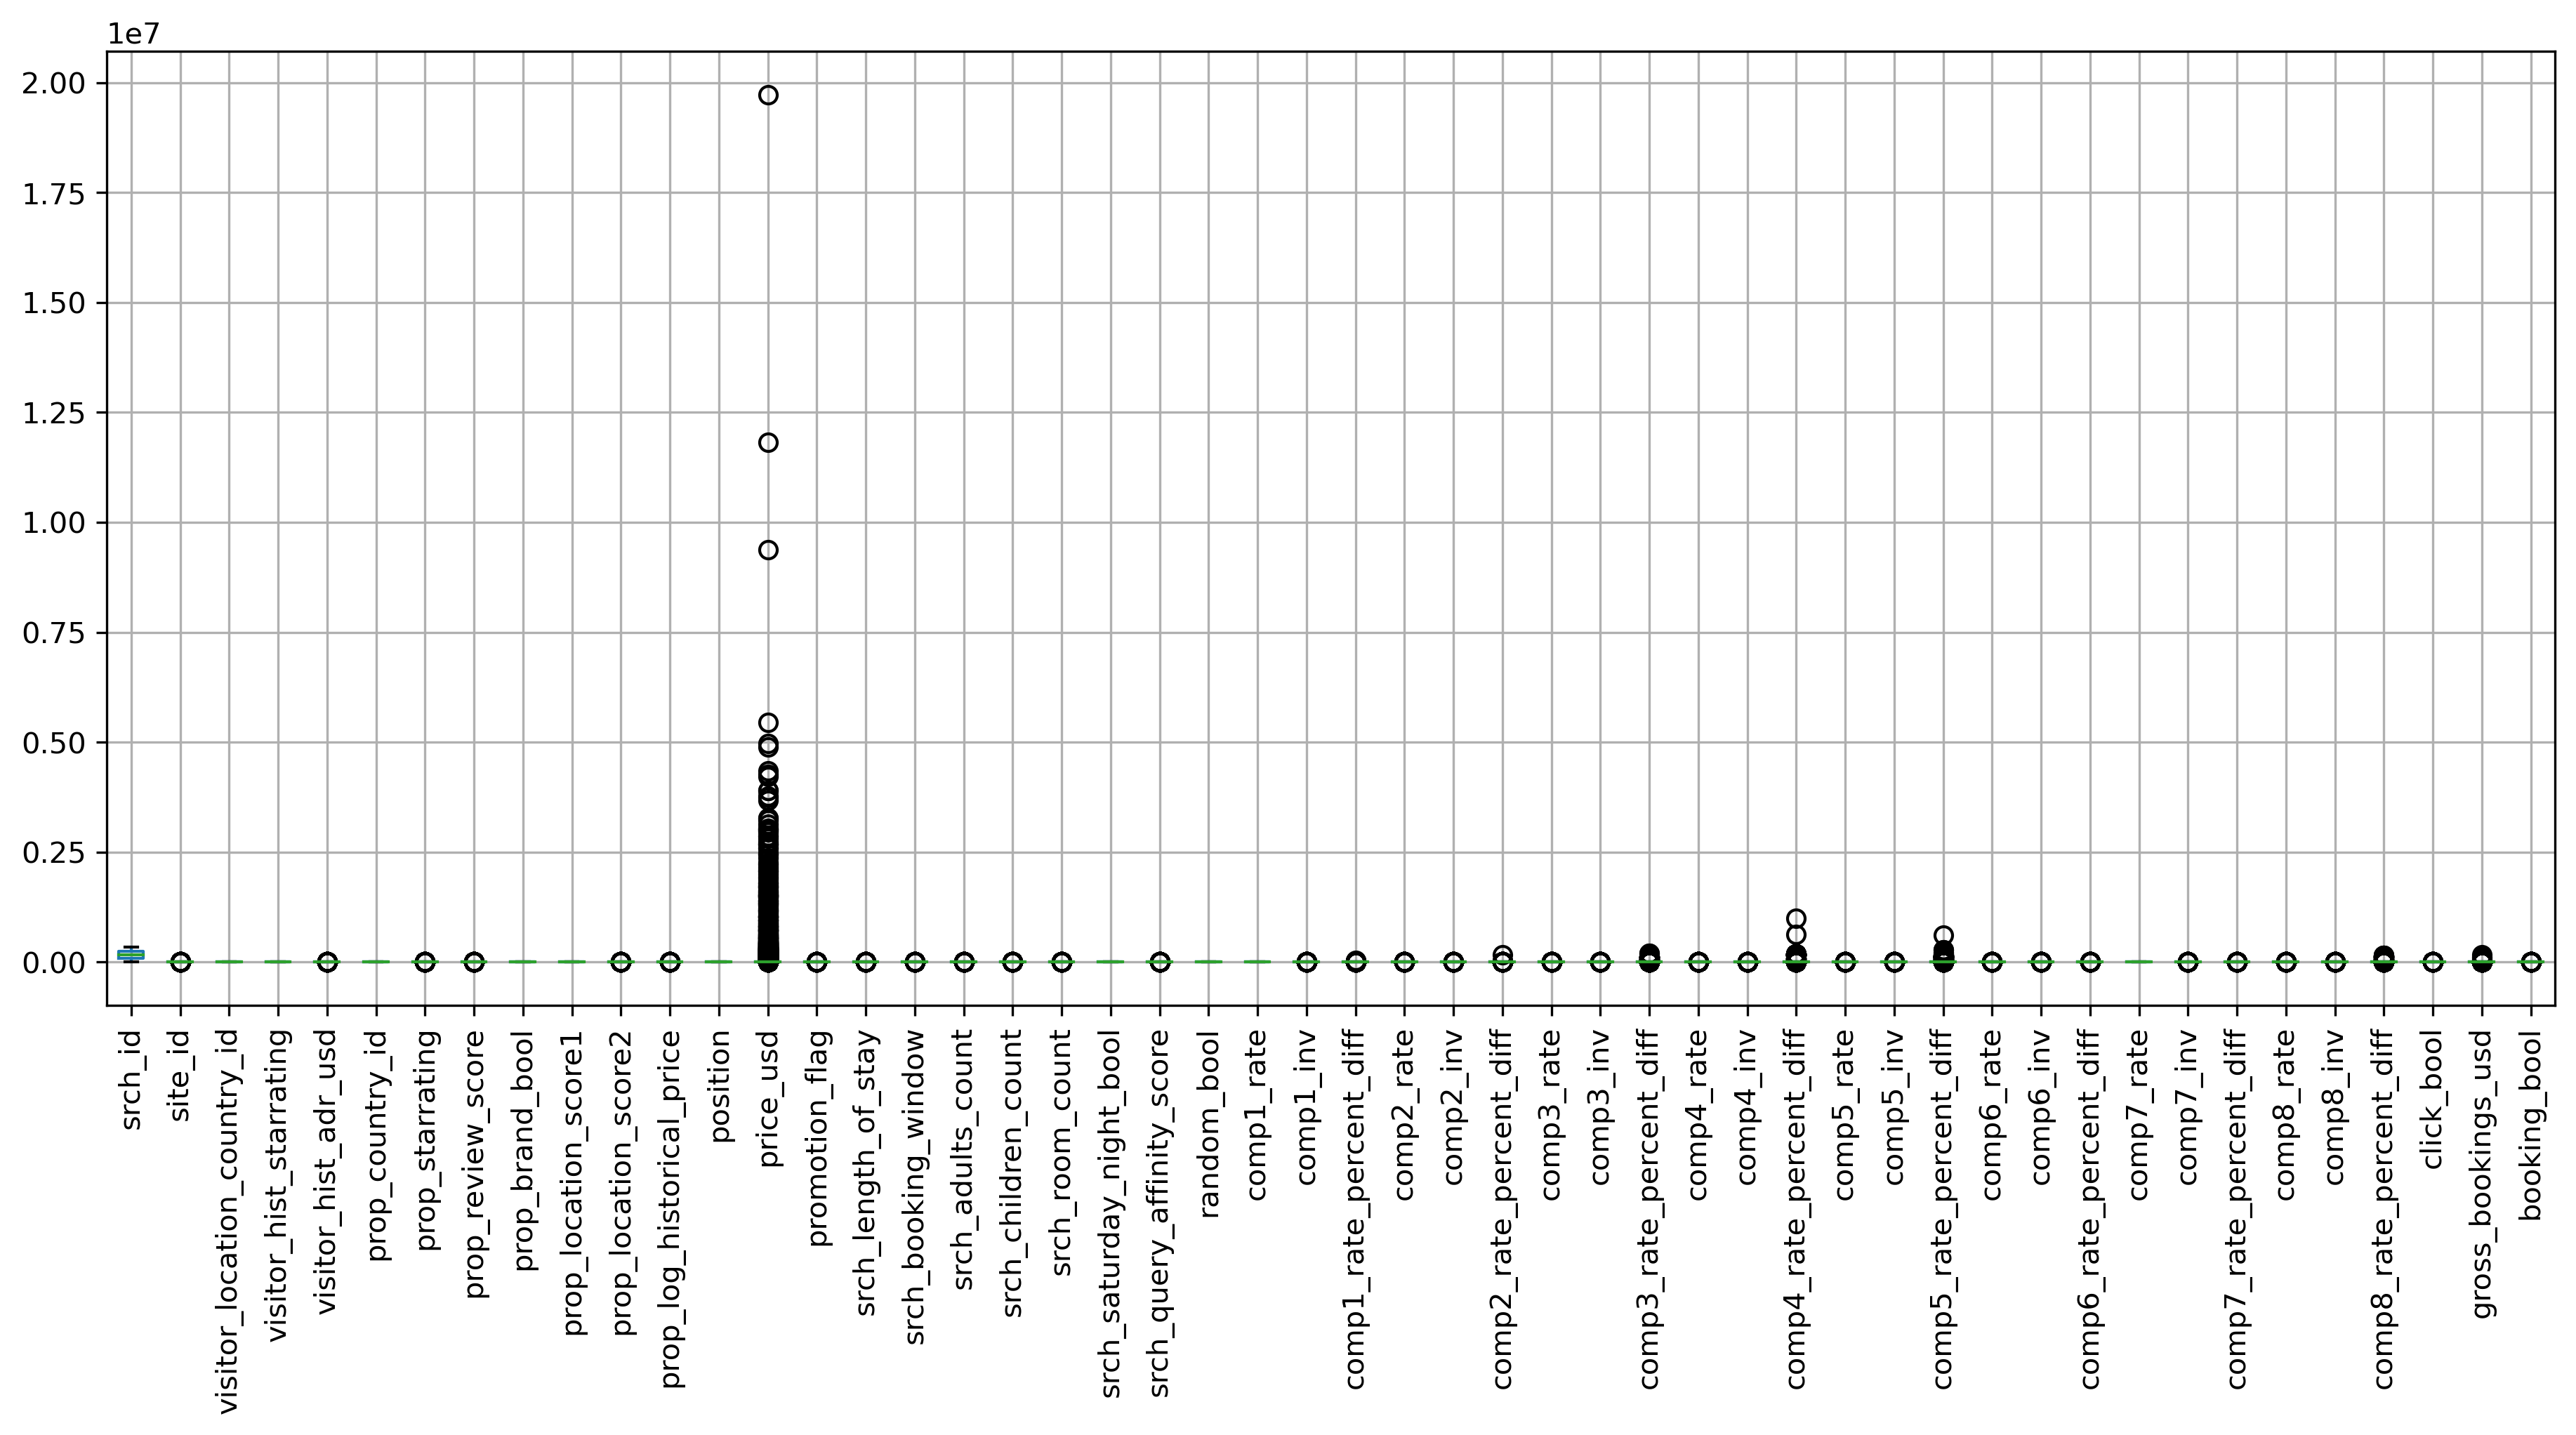 1e7
2.00
1.75
1.50
1.25
1.00
0.75
0.50
0.25
0.00
srch_id
site_id
visitor_location_country_id
visitor_hist_starrating
visitor_hist_adr_usd
prop_country_id
prop_starrating
prop_review_score
prop_brand_bool
prop_location_score1
prop_location_score2
prop_log_historical_price
position
price_usd
promotion_flag
srch_length_of_stay
srch_booking_window
srch_adults_count
srch_children_count
srch_room_count
srch_saturday_night_bool
srch_query_affinity_score
random_bool
comp1_rate
comp1_inv
comp1_rate_percent_diff
comp2_rate
comp2_inv
comp2_rate_percent_diff
comp3_rate
comp3_inv
comp3_rate_percent_diff
comp4_rate
comp4_inv
comp4_rate_percent_diff
comp5_rate
comp5_inv
comp5_rate_percent_diff
comp6_rate
comp6_inv
comp6_rate_percent_diff
comp7_rate
comp7_inv
comp7_rate_percent_diff
comp8_rate
comp8_inv
comp8_rate_percent_diff
click_bool
gross_bookings_usd
booking_bool